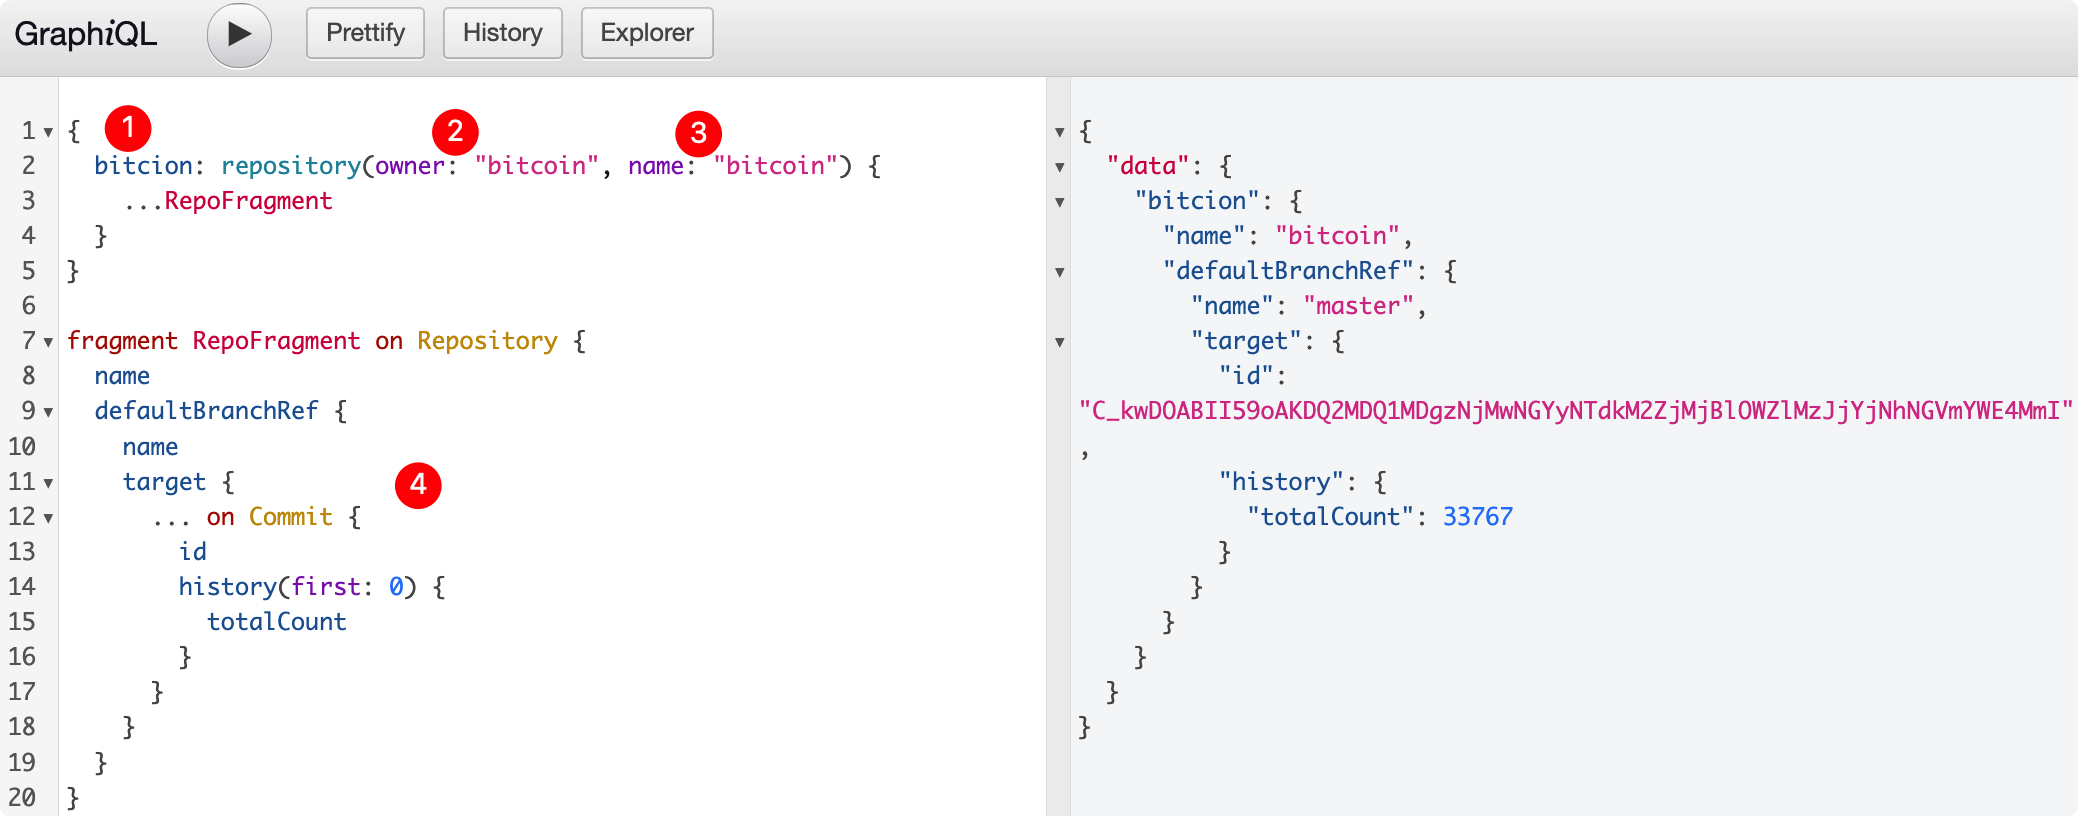 GraphiQL Prettify History Explorer
1 {
2 bitcion: repository(owner: "bitcoin", name: "bitcoin") {
3 ...RepoFragment
4 }
5 }
6
7 fragment RepoFragment on Repository {
8 name
9 defaultBranchRef {
10 name
11 target {
12 ... on Commit {
13 id
14 history(first: 0) {
15 totalCount
16 }
17 }
18 }
19 }
20 }
1
2
3
4
{
"data": {
"bitcion": {
"name": "bitcoin",
"defaultBranchRef": {
"name": "master",
"target": {
"id":
"C_kwDOABII59oAKDQ2MDQ1MDgzNjMwNGYyNTdkM2ZjMjBlOWZlMzJjYjNhNGVmYWE4MmI"
,
"history": {
"totalCount": 33767
}
}
}
}
}
}